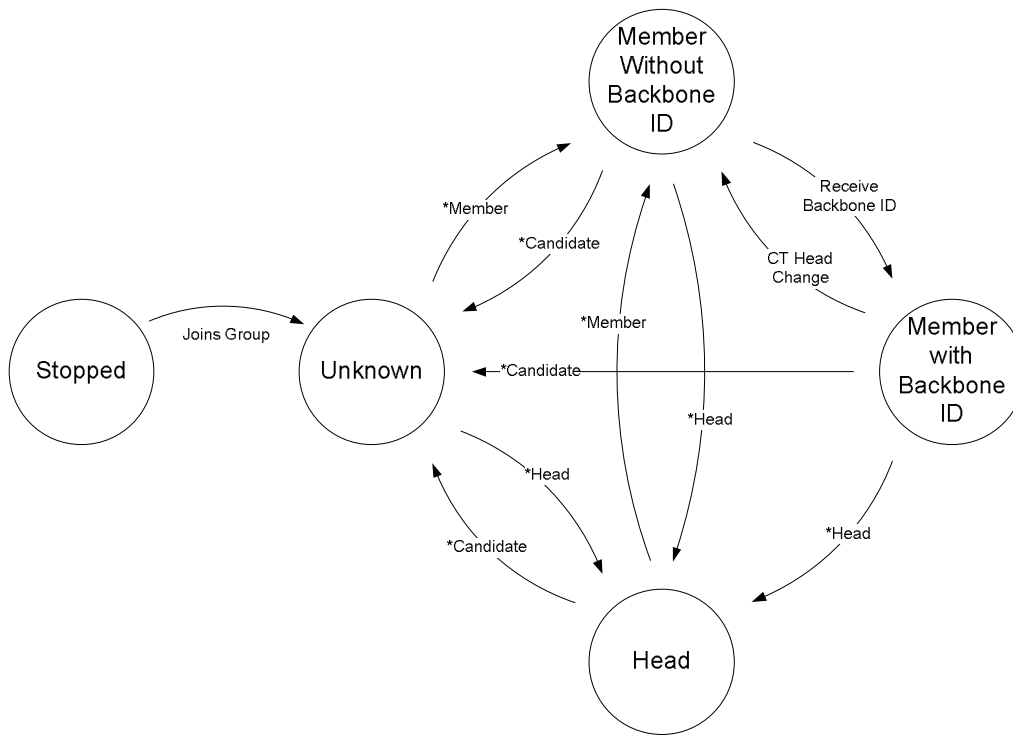 Member
Without
Backbone
ID
Receive
Backbone ID
*Member
*Candidate
CT Head
Change
Joins Group
*Member
Stopped
Unknown
*Candidate
Member
with
Backbone
ID
*Head
*Head
*Candidate
*Head
Head